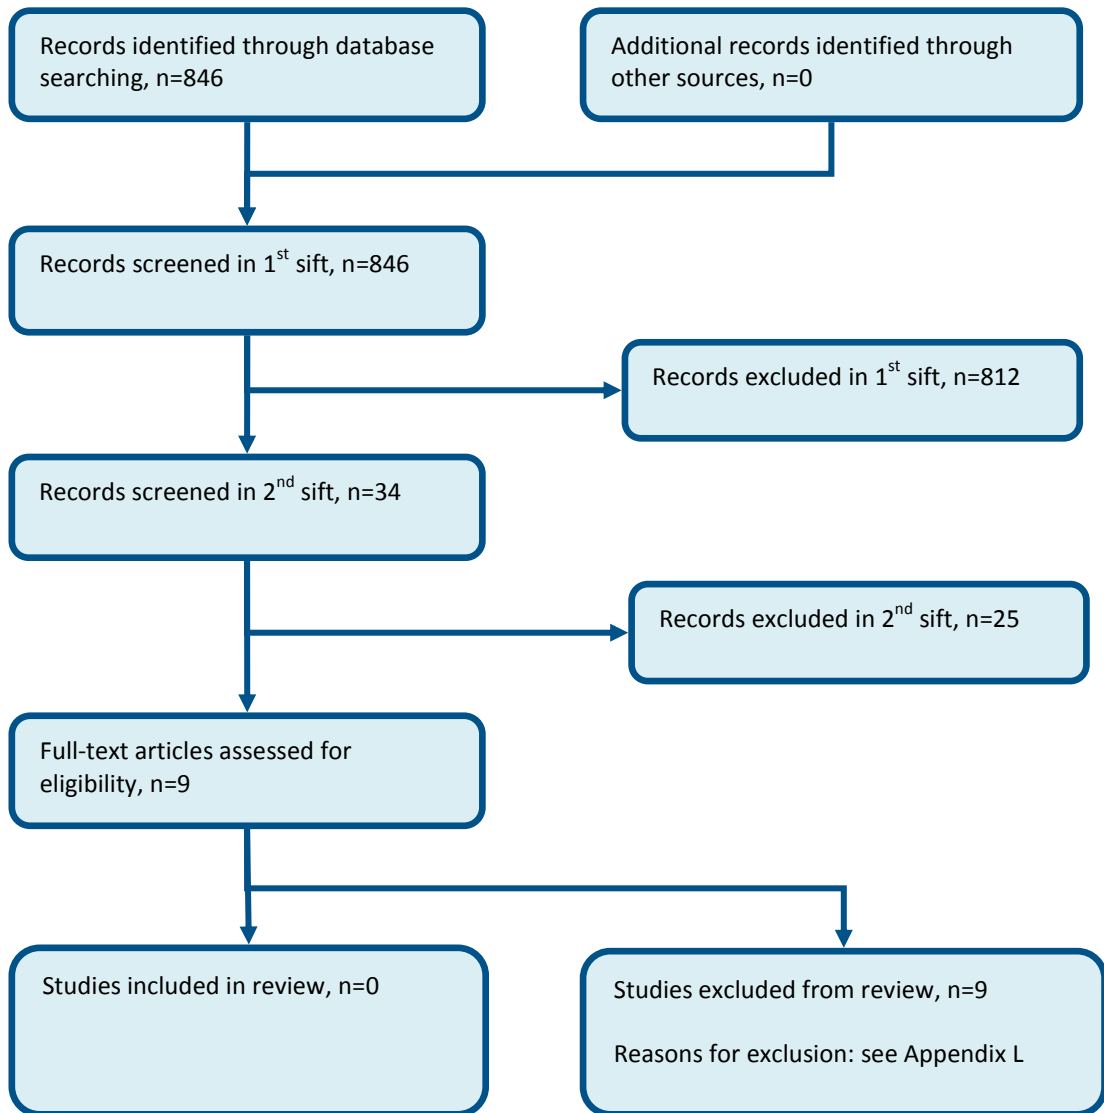 Records identified through database
searching, n=846
Additional records identified through
other sources, n=0
Records screened in 1st sift, n=846
Records excluded in 1st sift, n=812
Records screened in 2nd sift, n=34
Records excluded in 2nd sift, n=25
Full-text articles assessed for
eligibility, n=9
Studies included in review, n=0
Studies excluded from review, n=9
Reasons for exclusion: see Appendix L